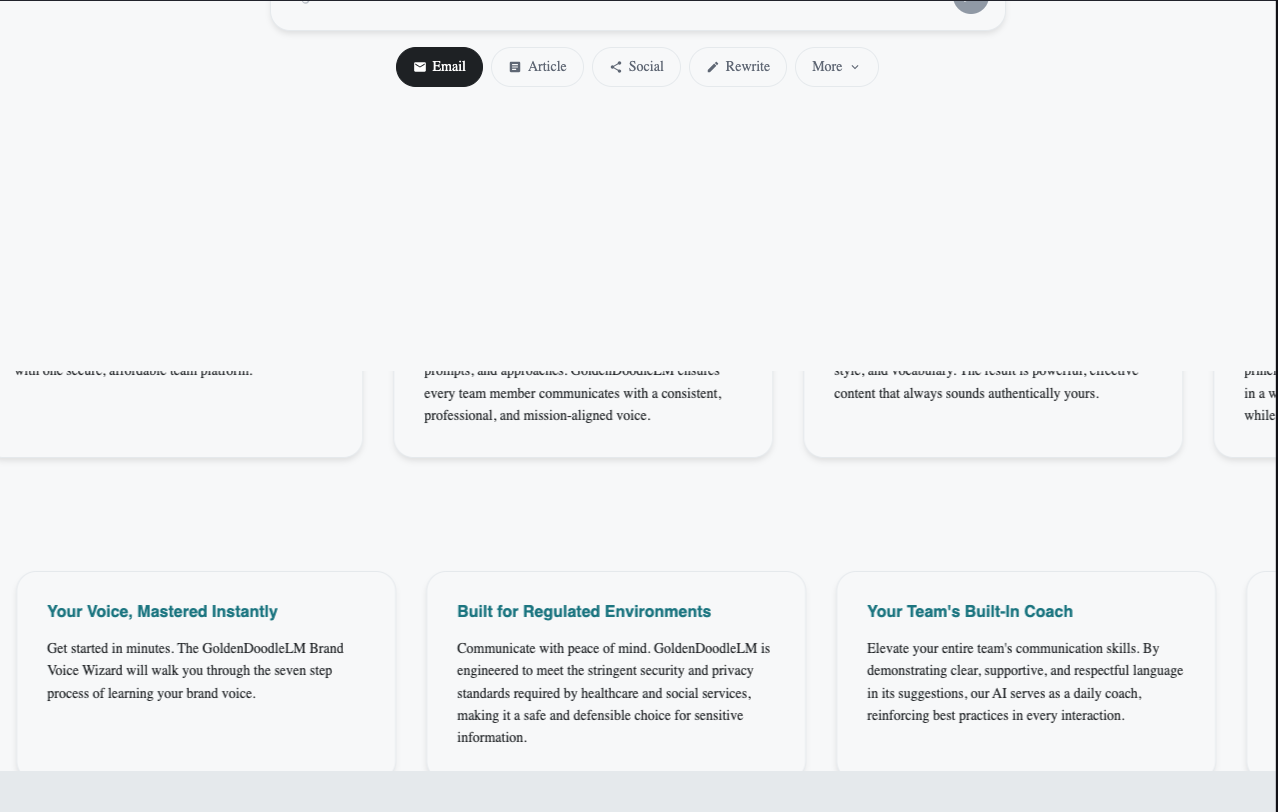 Email
Article
Social
Rewrite
More
with one secure, affordable team platform.
prompts, and approaches. GoldenDoodleLM ensures
every team member communicates with a consistent,
professional, and mission-aligned voice.
style, and vocabulary. The result is powerful, effective
content that always sounds authentically yours.
in a w
while
Your Voice, Mastered Instantly
Get started in minutes. The GoldenDoodleLM Brand
Voice Wizard will walk you through the seven step
process of learning your brand voice.
Built for Regulated Environments
Communicate with peace of mind. GoldenDoodleLM is
engineered to meet the stringent security and privacy
standards required by healthcare and social services,
making it a safe and defensible choice for sensitive
information.
Your Team's Built-In Coach
Elevate your entire team's communication skills. By
demonstrating clear, supportive, and respectful language
in its suggestions, our AI serves as a daily coach,
reinforcing best practices in every interaction.